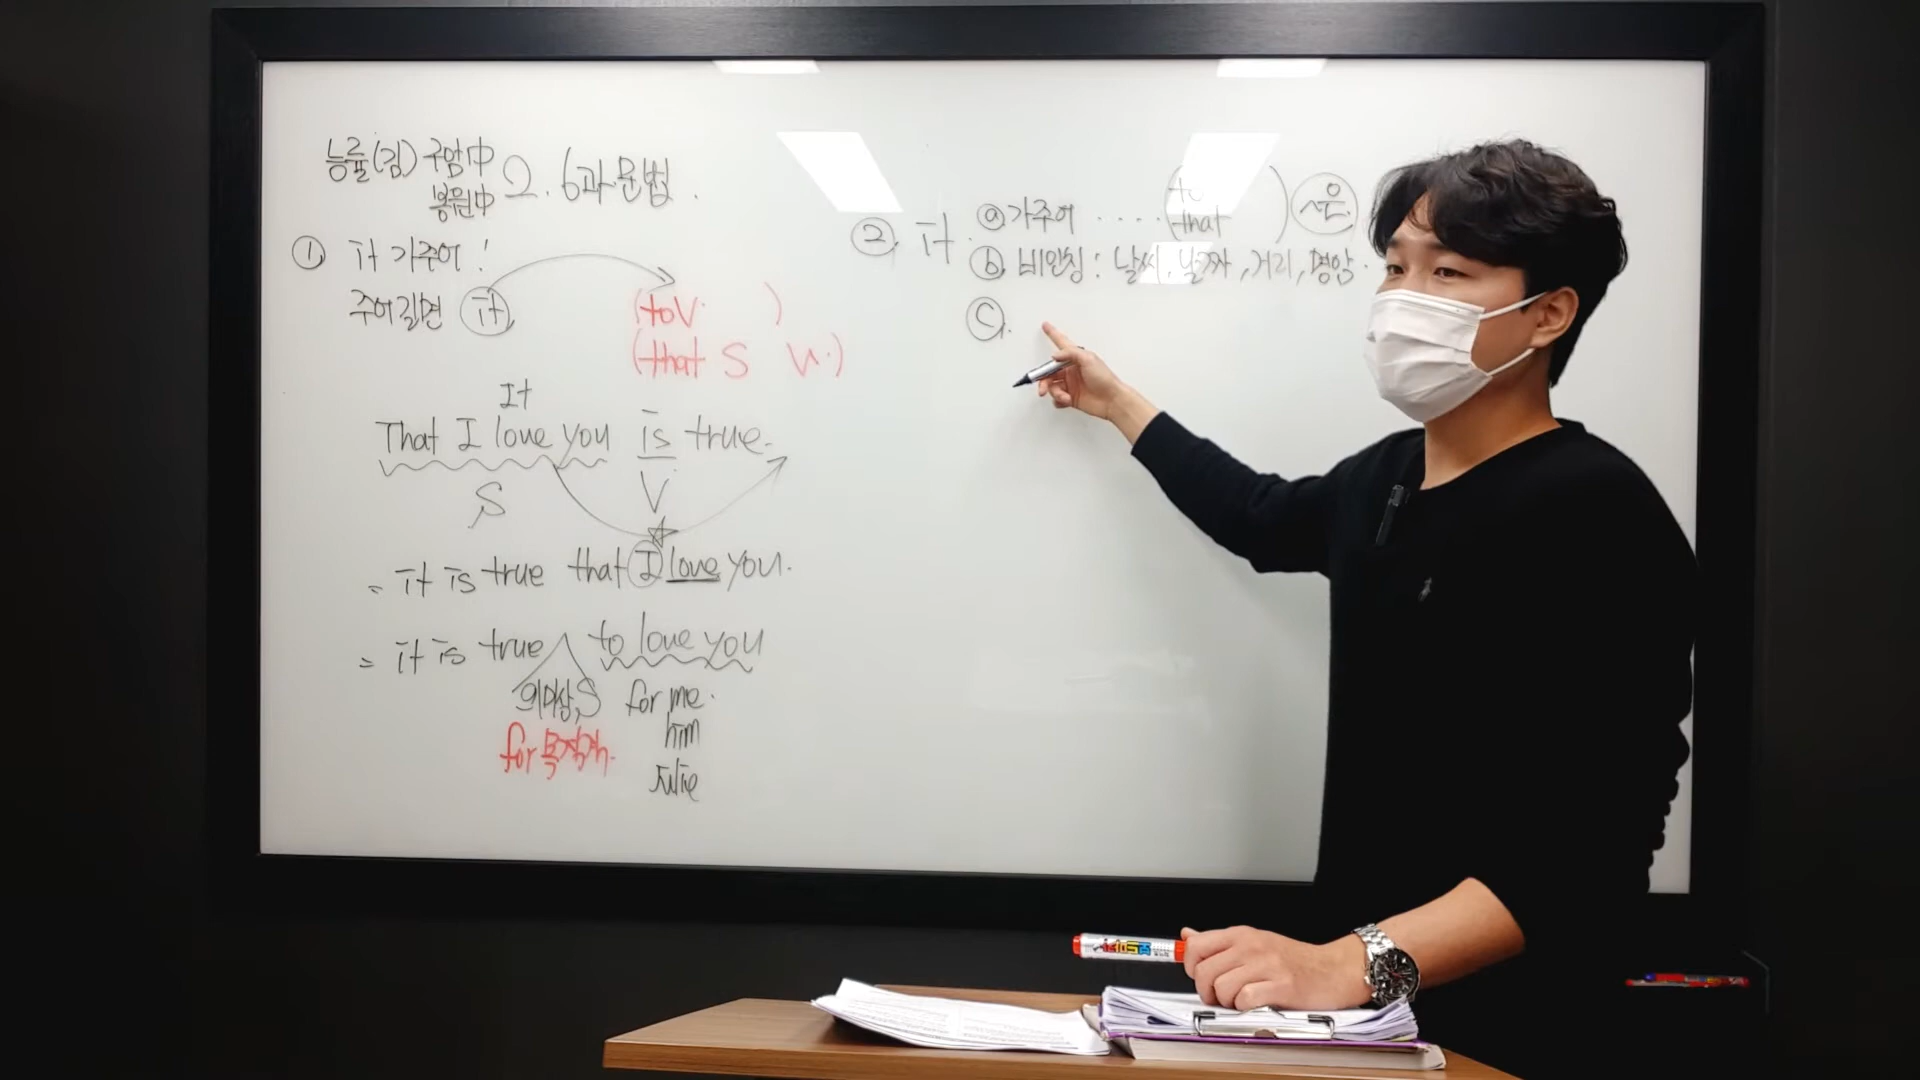 능률(김) 구암中
봉원中 2. 6과 문법.
① it 가주어!
주어 길면 it,
(to V. )
(that S V.)
It
That I love you is true.
S V
= it is true that I love you.
= it is true to love you
의미상 S for me.
for 목적격. him
Julie
② it. ⓐ 가주어 .... (to that ) 은
ⓑ 비인칭: 날씨, 날짜, 거리, 명암.
ⓒ.